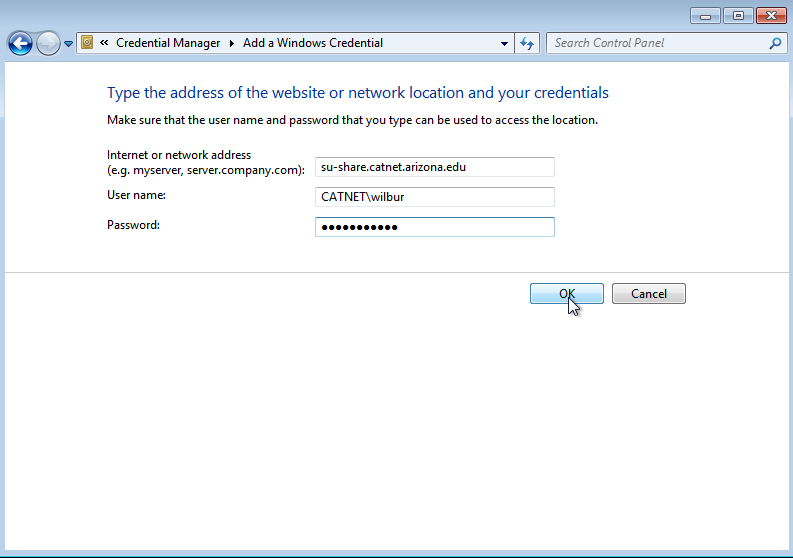 « Credential Manager ▸ Add a Windows Credential
Search Control Panel
Type the address of the website or network location and your credentials
Make sure that the user name and password that you type can be used to access the location.
Internet or network address
(e.g. myserver, server.company.com):
su-share.catnet.arizona.edu
User name:
CATNET\wilbur
Password:
●●●●●●●●●●●
OK
Cancel